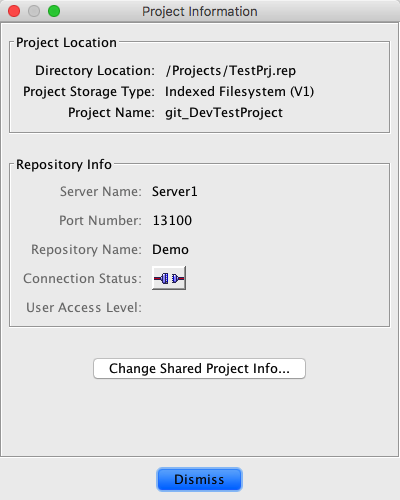 Project Information
Project Location
Directory Location: /Projects/TestPrj.rep
Project Storage Type: Indexed Filesystem (V1)
Project Name: git_DevTestProject
Repository Info
Server Name: Server1
Port Number: 13100
Repository Name: Demo
Connection Status:
User Access Level:
Change Shared Project Info...
Dismiss